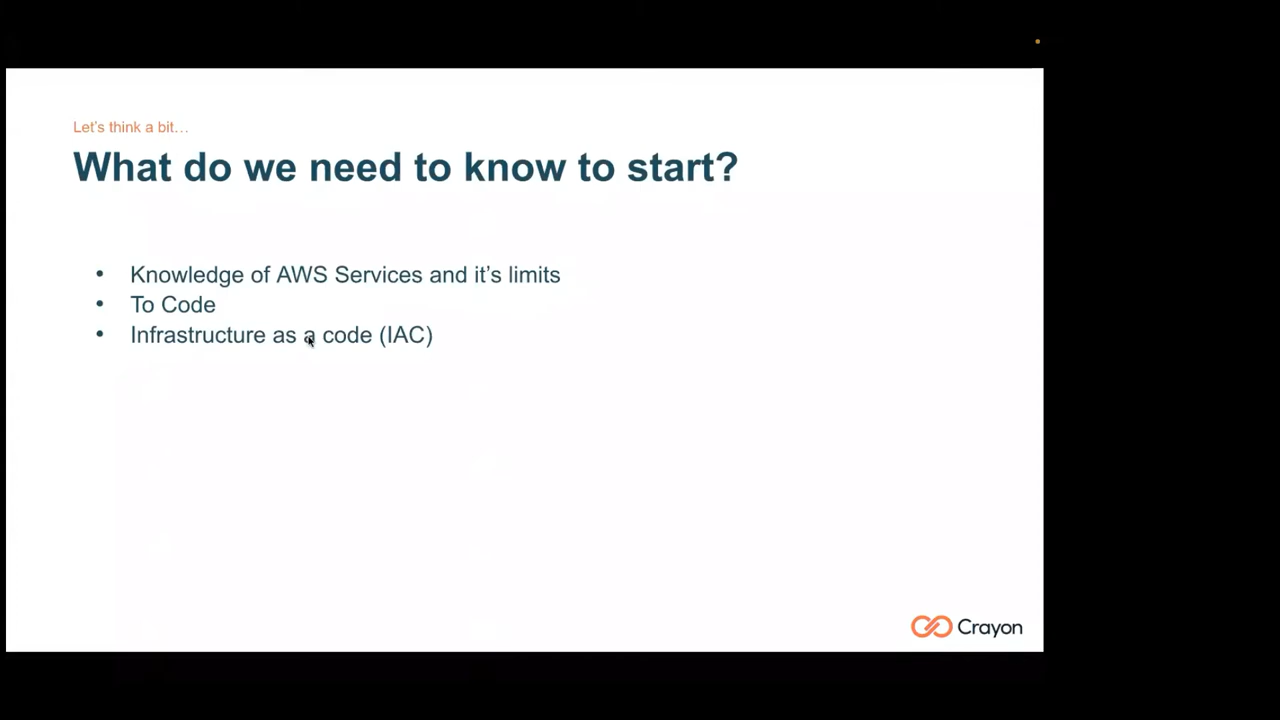 Let's think a bit…
What do we need to know to start?
• Knowledge of AWS Services and it's limits
• To Code
• Infrastructure as a code (IAC)
Crayon